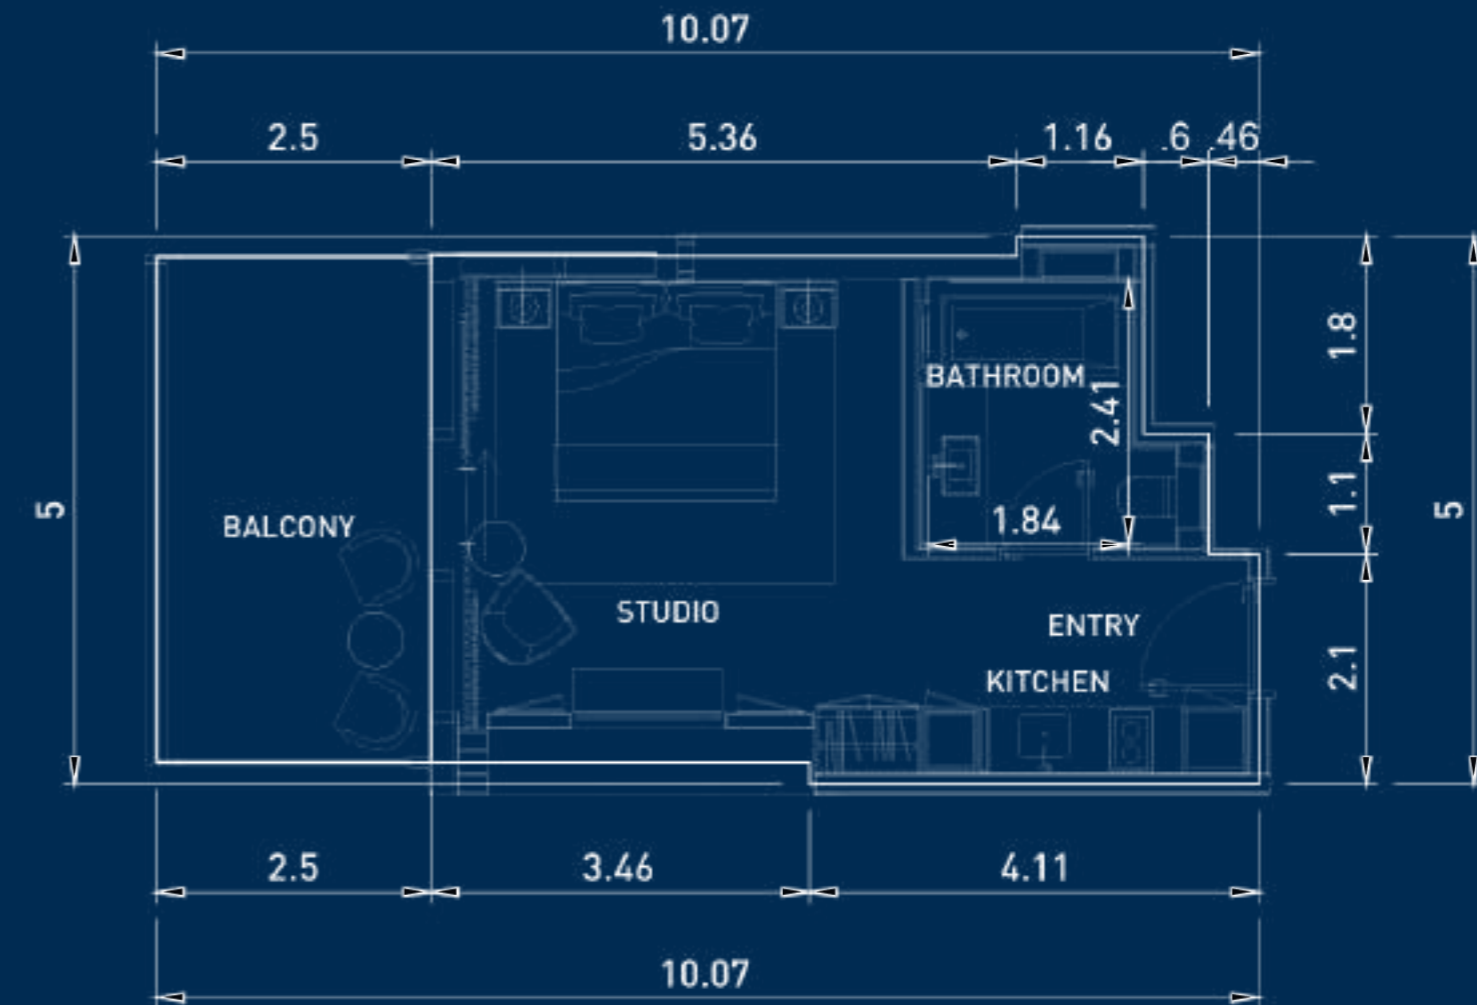 10.07
2.5 5.36 1.16 .6 .46
1.8
BATHROOM
2.41
1.1
5
5
1.84
BALCONY
STUDIO
ENTRY
2.1
KITCHEN
2.5 3.46 4.11
10.07